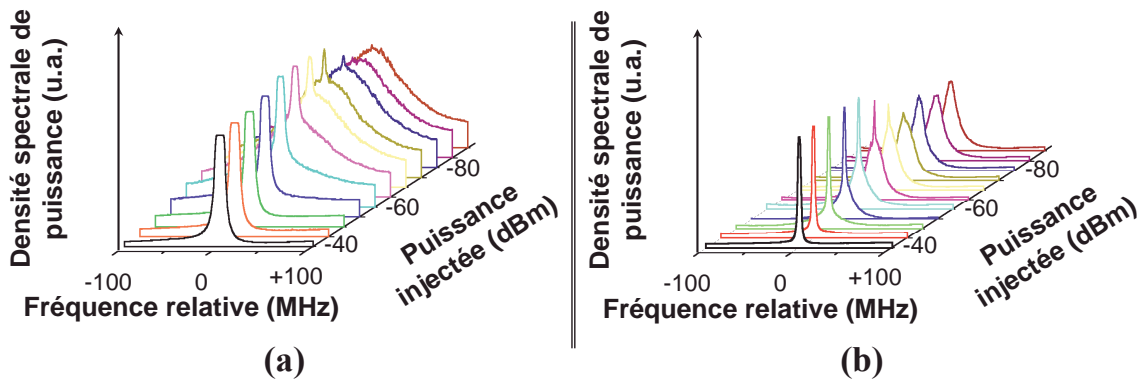 Densité spectrale de
puissance (u.a.)
-100
0
+100
Fréquence relative (MHz)
-40
-60
-80
Puissance
injectée (dBm)
(a)
Densité spectrale de
puissance (u.a.)
-100
0
+100
Fréquence relative (MHz)
-40
-60
-80
Puissance
injectée (dBm)
(b)